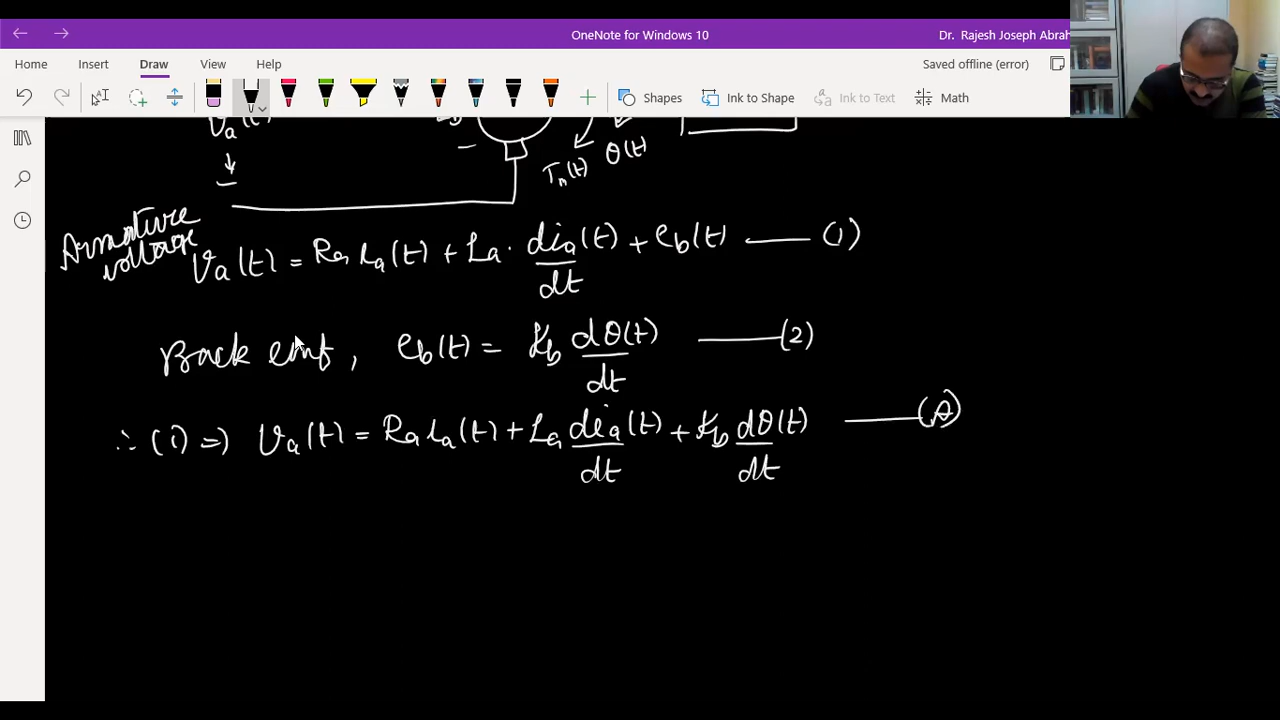 OneNote for Windows 10
Dr. Rajesh Joseph Abrah
Home Insert Draw View Help
Saved offline (error)
Shapes Ink to Shape Ink to Text Math
Va(t)
Tm(t) θ(t)
Armature voltage Va(t) = Ra ia(t) + La · dia(t)/dt + eb(t) —— (1)
Back emf, eb(t) = Kb dθ(t)/dt —— (2)
∴ (1) ⇒ Va(t) = Ra ia(t) + La dia(t)/dt + Kb dθ(t)/dt —— (A)